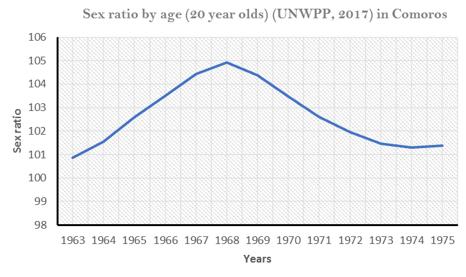 Sex ratio by age (20 year olds) (UNWPP, 2017) in Comoros
106
105
104
103
102
101
100
99
98
Sex ratio
1963 1964 1965 1966 1967 1968 1969 1970 1971 1972 1973 1974 1975
Years